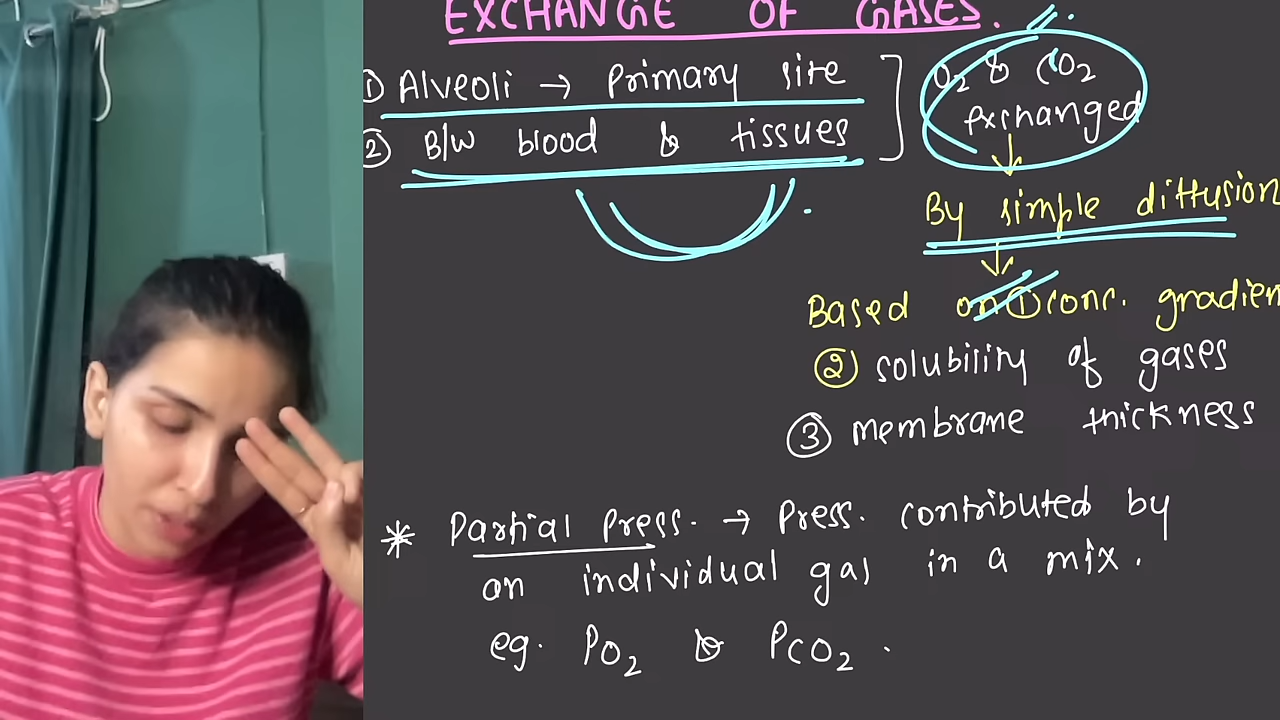 EXCHANGE OF GASES.
① Alveoli → Primary site
② B/W blood & tissues
O2 & CO2
exchanged
↓
By simple diffusion
↓
Based on ① conc. gradien
② solubility of gases
③ membrane thickness
* Partial Press. → Press. contributed by
an individual gas in a mix.
eg. PO2 & PCO2.